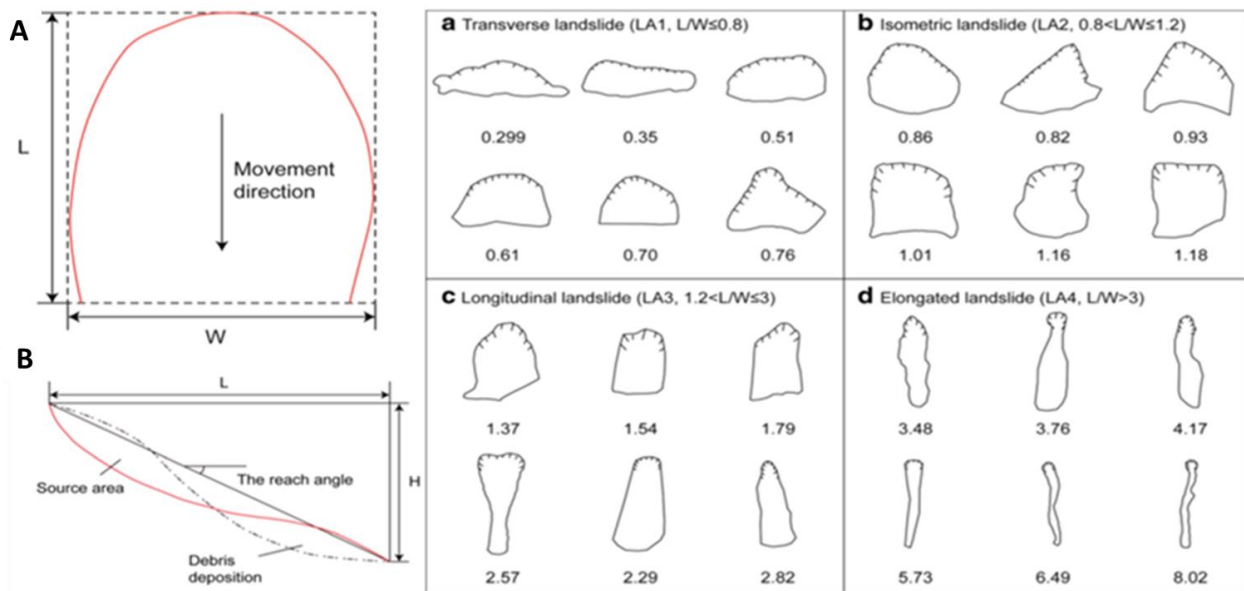 A
L
Movement
direction
W
B
L
Source area
The reach angle
H
Debris
deposition
a Transverse landslide (LA1, L/W≤0.8)
0.299 0.35 0.51
0.61 0.70 0.76
b Isometric landslide (LA2, 0.8<L/W≤1.2)
0.86 0.82 0.93
1.01 1.16 1.18
c Longitudinal landslide (LA3, 1.2<L/W≤3)
1.37 1.54 1.79
2.57 2.29 2.82
d Elongated landslide (LA4, L/W>3)
3.48 3.76 4.17
5.73 6.49 8.02